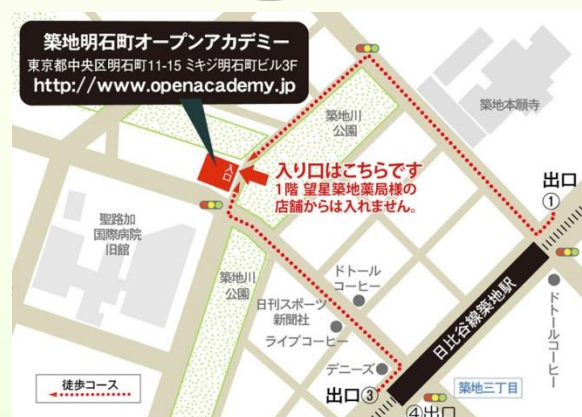 築地明石町オープンアカデミー
東京都中央区明石町11-15 ミキジ明石町ビル3F
http://www.openacademy.jp
築地川
公園
築地本願寺
入口
入り口はこちらです
1階 望星築地薬局様の
店舗からは入れません。
出口
①
聖路加
国際病院
旧館
築地川
公園
ドトール
コーヒー
日刊スポーツ
新聞社
ライブコーヒー
日比谷線築地駅
ドトールコーヒー
デニーズ
出口③
築地三丁目
④出口
徒歩コース